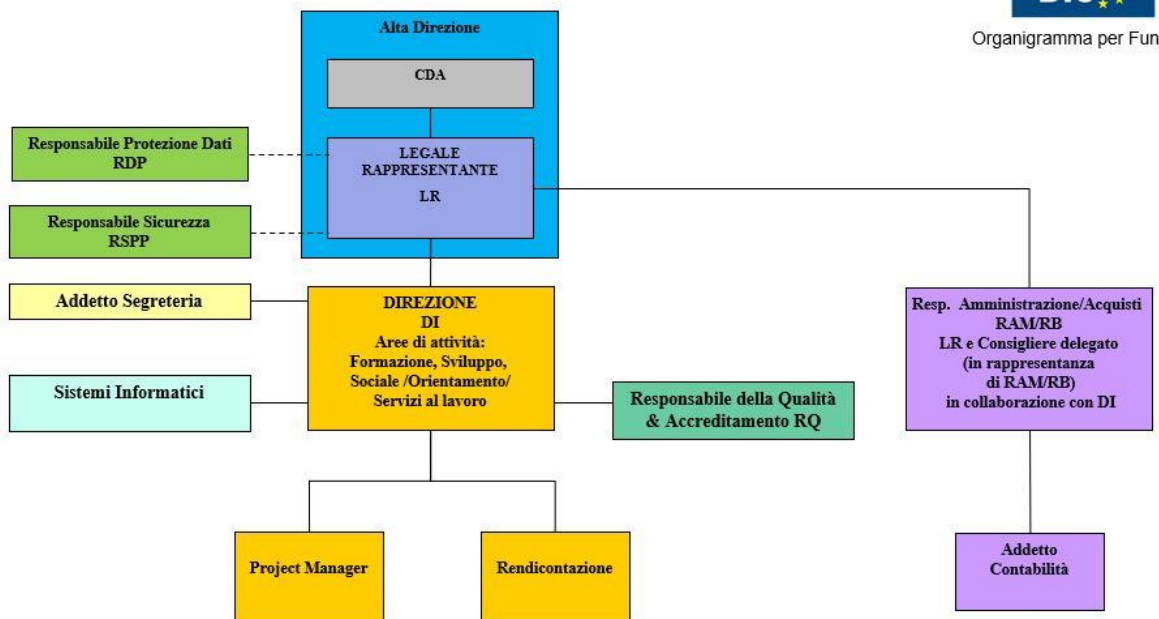 Organigramma per Fun
Alta Direzione
CDA
LEGALE
RAPPRESENTANTE
LR
Responsabile Protezione Dati
RDP
Responsabile Sicurezza
RSPP
Addetto Segreteria
Sistemi Informatici
DIREZIONE
DI
Aree di attività:
Formazione, Sviluppo,
Sociale /Orientamento/
Servizi al lavoro
Responsabile della Qualità
& Accreditamento RQ
Resp. Amministrazione/Acquisti
RAM/RB
LR e Consigliere delegato
(in rappresentanza
di RAM/RB)
in collaborazione con DI
Project Manager
Rendicontazione
Addetto
Contabilità